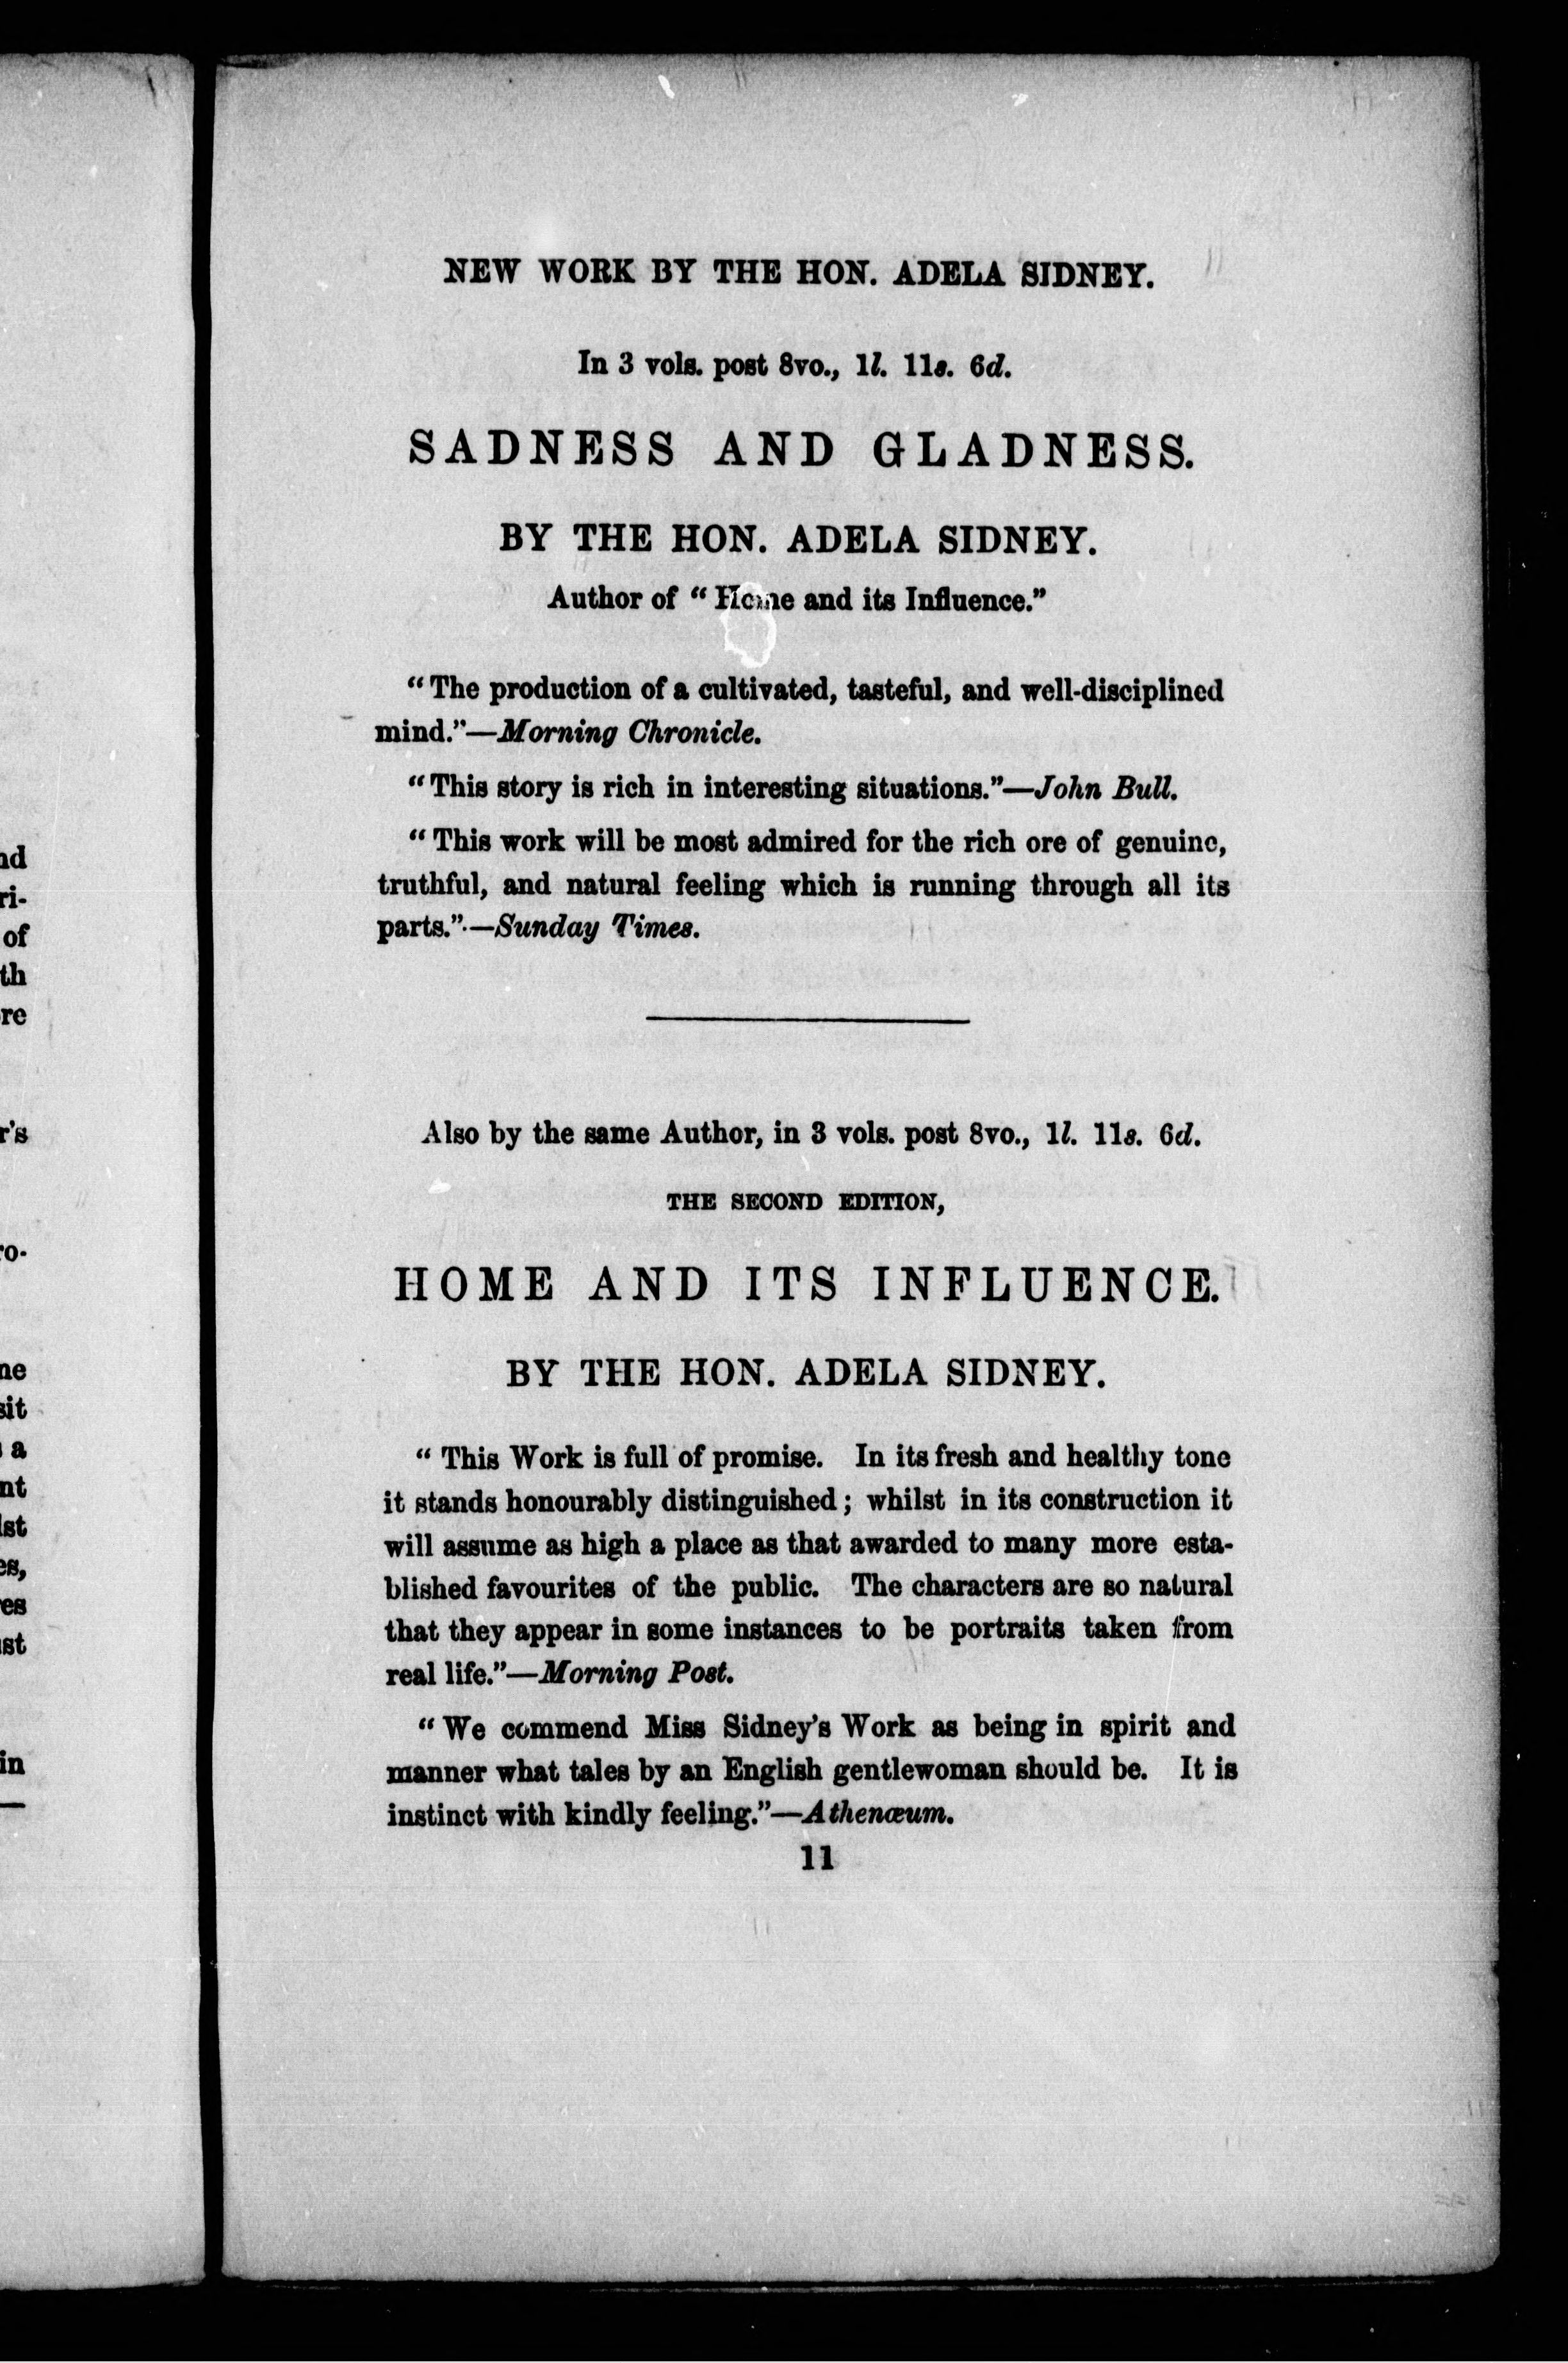 NEW WORK BY THE HON. ADELA SIDNEY.
In 3 vols. post 8vo., 1l. 11s. 6d.
SADNESS AND GLADNESS.
BY THE HON. ADELA SIDNEY.
Author of “Home and its Influence.”
“The production of a cultivated, tasteful, and well-disciplined
mind.”—Morning Chronicle.
“This story is rich in interesting situations.”—John Bull.
“This work will be most admired for the rich ore of genuine,
truthful, and natural feeling which is running through all its
parts.”—Sunday Times.
Also by the same Author, in 3 vols. post 8vo., 1l. 11s. 6d.
THE SECOND EDITION,
HOME AND ITS INFLUENCE.
BY THE HON. ADELA SIDNEY.
“This Work is full of promise. In its fresh and healthy tone
it stands honourably distinguished; whilst in its construction it
will assume as high a place as that awarded to many more esta-
blished favourites of the public. The characters are so natural
that they appear in some instances to be portraits taken from
real life.”—Morning Post.
“We commend Miss Sidney’s Work as being in spirit and
manner what tales by an English gentlewoman should be. It is
instinct with kindly feeling.”—Athenæum.
11